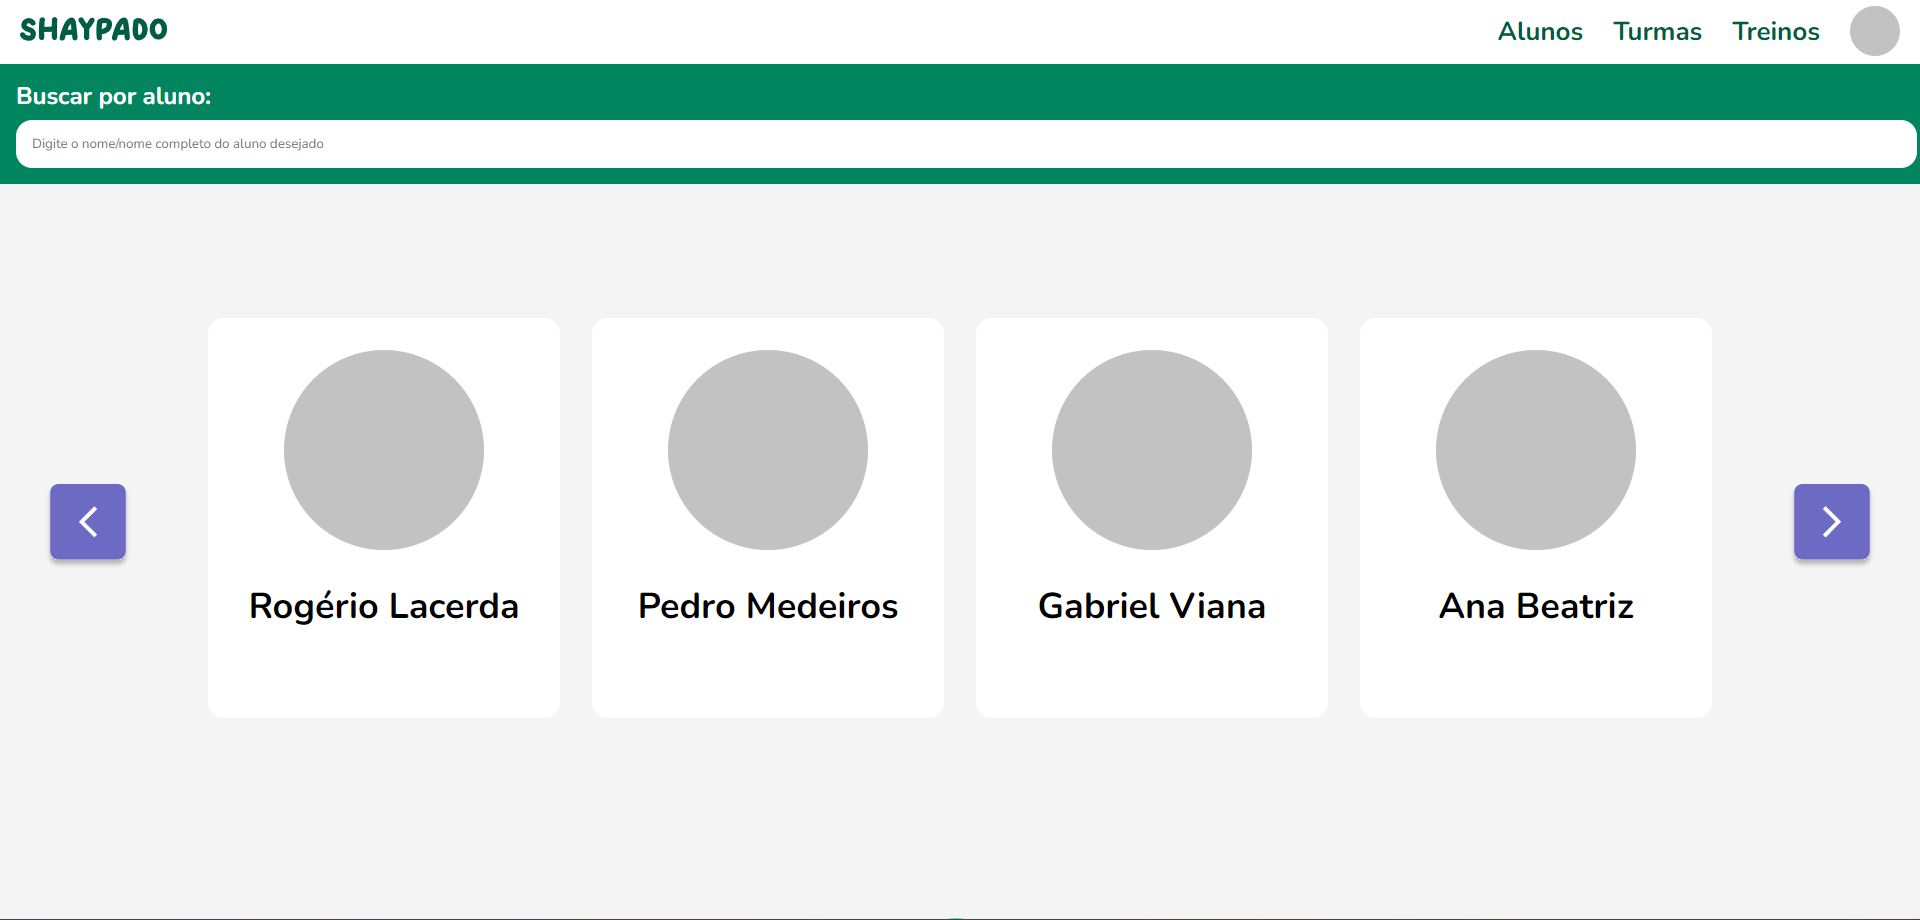 SHAYPADO
Alunos Turmas Treinos
Buscar por aluno:
Digite o nome/nome completo do aluno desejado
Rogério Lacerda
Pedro Medeiros
Gabriel Viana
Ana Beatriz